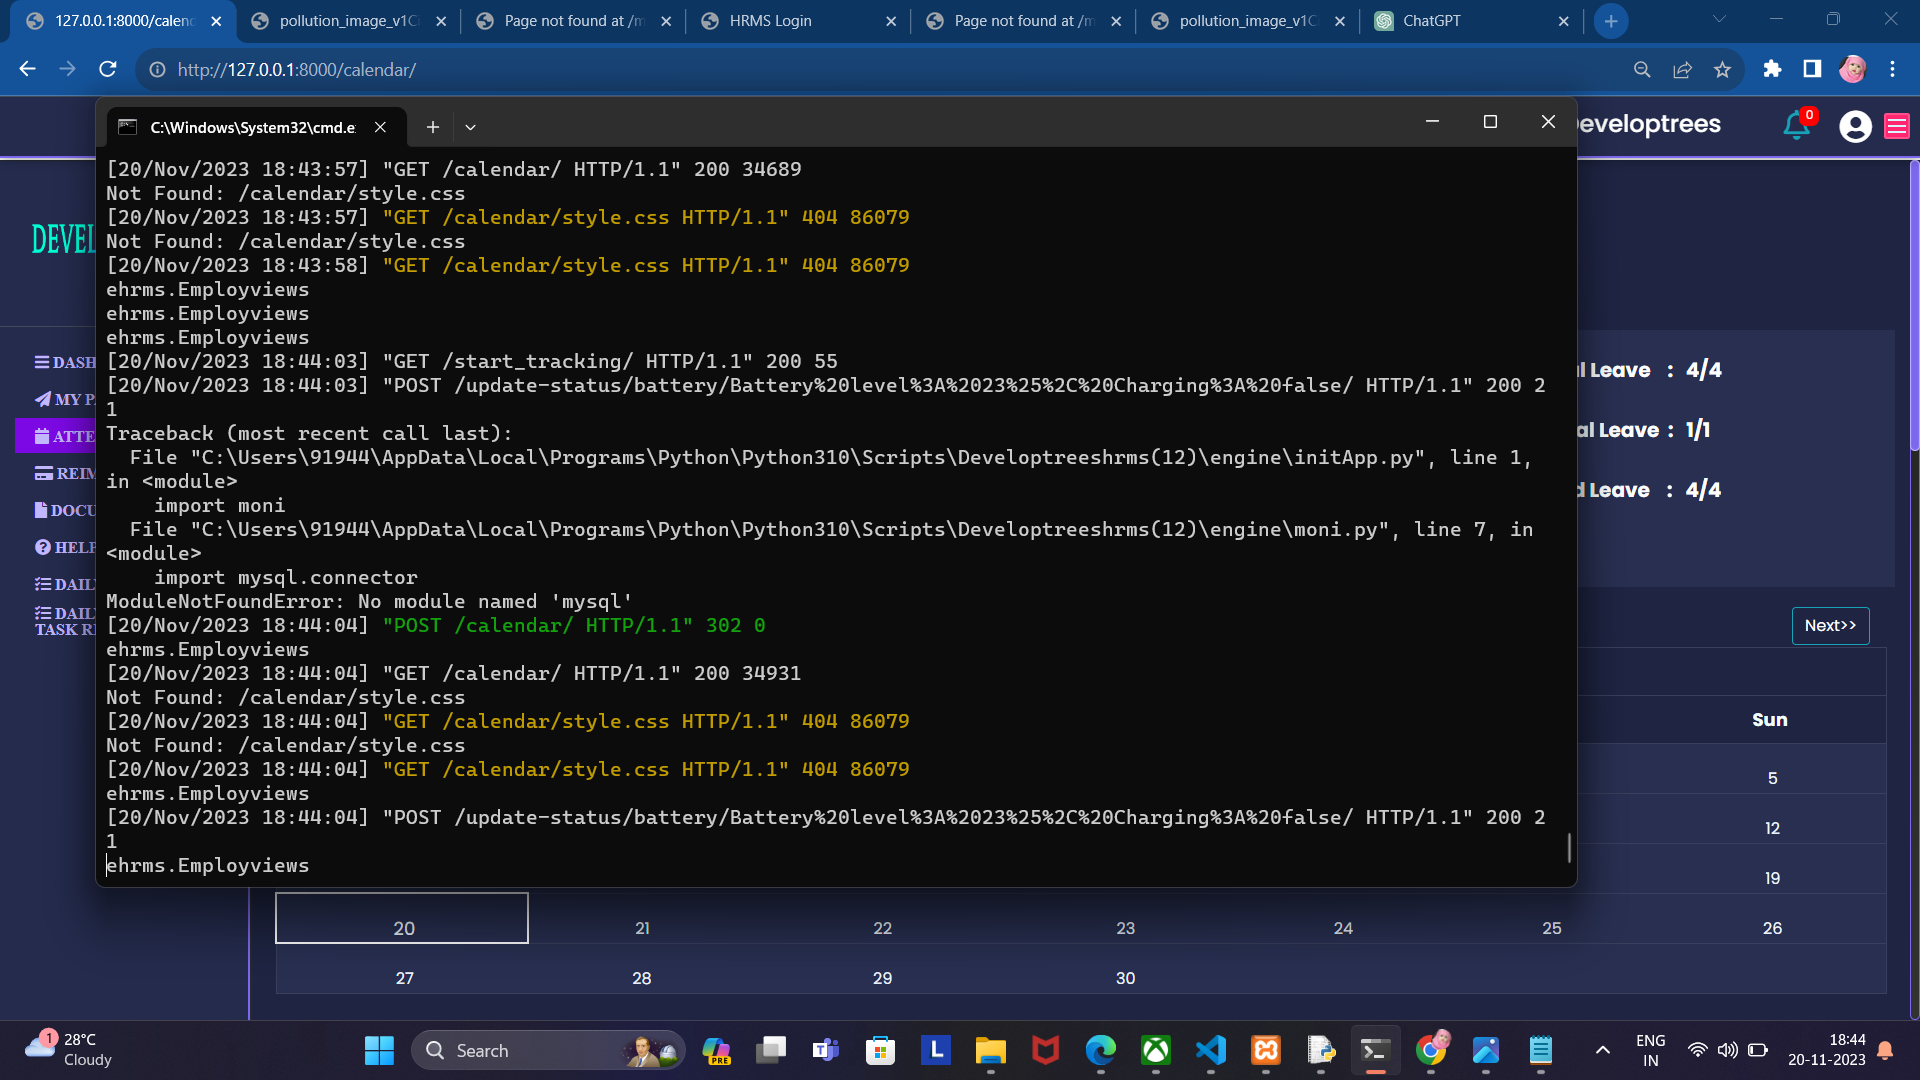 127.0.0.1:8000/calen
pollution_image_v1C
Page not found at /m
HRMS Login
Page not found at /m
pollution_image_v1C
ChatGPT
http://127.0.0.1:8000/calendar/
C:\Windows\System32\cmd.e
eveloptrees
0
[20/Nov/2023 18:43:57] "GET /calendar/ HTTP/1.1" 200 34689
Not Found: /calendar/style.css
[20/Nov/2023 18:43:57] "GET /calendar/style.css HTTP/1.1" 404 86079
Not Found: /calendar/style.css
[20/Nov/2023 18:43:58] "GET /calendar/style.css HTTP/1.1" 404 86079
ehrms.Employviews
ehrms.Employviews
ehrms.Employviews
[20/Nov/2023 18:44:03] "GET /start_tracking/ HTTP/1.1" 200 55
[20/Nov/2023 18:44:03] "POST /update-status/battery/Battery%20level%3A%2023%25%2C%20Charging%3A%20false/ HTTP/1.1" 200 2
1
Traceback (most recent call last):
File "C:\Users\91944\AppData\Local\Programs\Python\Python310\Scripts\Developtreeshrms(12)\engine\initApp.py", line 1,
in <module>
import moni
File "C:\Users\91944\AppData\Local\Programs\Python\Python310\Scripts\Developtreeshrms(12)\engine\moni.py", line 7, in
<module>
import mysql.connector
ModuleNotFoundError: No module named 'mysql'
[20/Nov/2023 18:44:04] "POST /calendar/ HTTP/1.1" 302 0
ehrms.Employviews
[20/Nov/2023 18:44:04] "GET /calendar/ HTTP/1.1" 200 34931
Not Found: /calendar/style.css
[20/Nov/2023 18:44:04] "GET /calendar/style.css HTTP/1.1" 404 86079
Not Found: /calendar/style.css
[20/Nov/2023 18:44:04] "GET /calendar/style.css HTTP/1.1" 404 86079
ehrms.Employviews
[20/Nov/2023 18:44:04] "POST /update-status/battery/Battery%20level%3A%2023%25%2C%20Charging%3A%20false/ HTTP/1.1" 200 2
1
ehrms.Employviews
DEVEL
DASH
MY P
ATTE
REIM
DOCU
HELP
DAIL
DAIL
TASK R
l Leave : 4/4
al Leave : 1/1
d Leave : 4/4
Next>>
Sun
5
12
19
20 21 22 23 24 25 26
27 28 29 30
1
28°C
Cloudy
Search
PRE
L
ENG
IN
18:44
20-11-2023